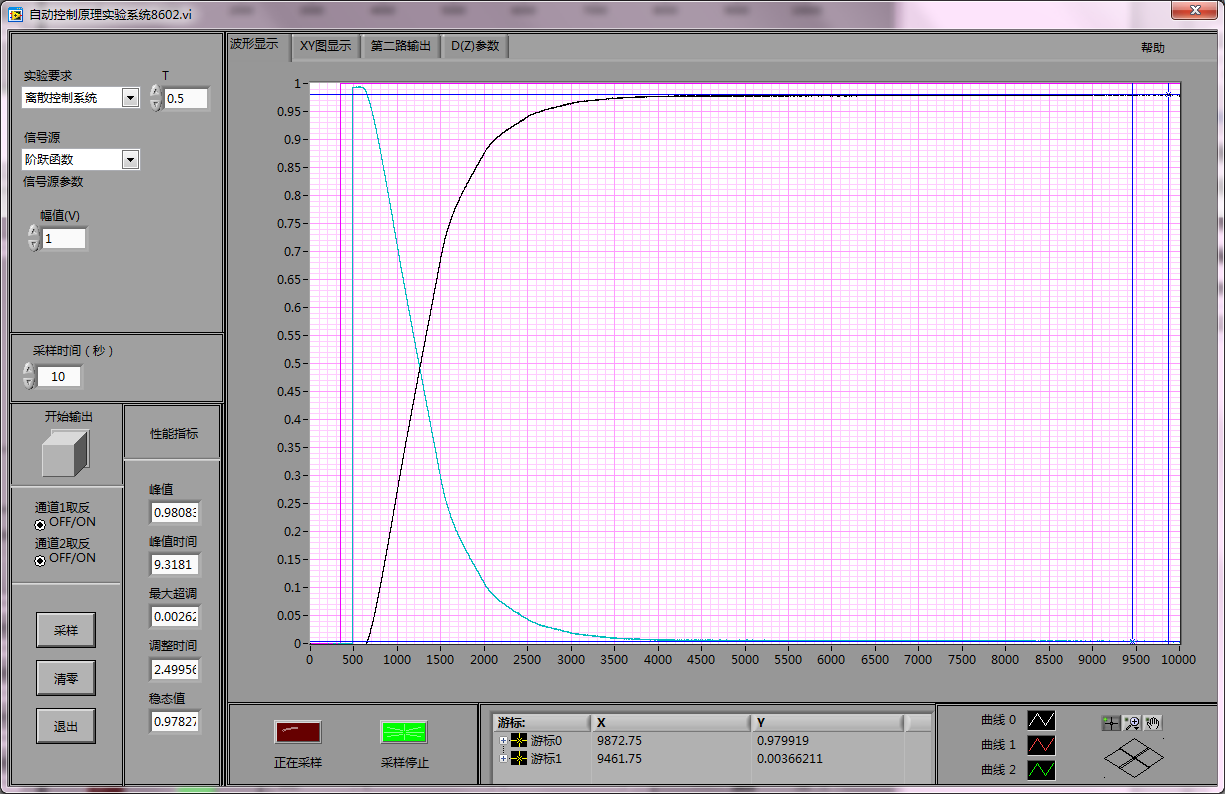 自动控制原理实验系统8602.vi
波形显示
XY图显示
第二路输出
D(Z)参数
帮助
实验要求
T
离散控制系统
0.5
信号源
阶跃函数
信号源参数
幅值(V)
1
采样时间（秒）
10
开始输出
性能指标
通道1取反
OFF/ON
通道2取反
OFF/ON
采样
清零
退出
峰值
0.98083
峰值时间
9.3181
最大超调
0.00262
调整时间
2.49956
稳态值
0.97827
1
0.95
0.9
0.85
0.8
0.75
0.7
0.65
0.6
0.55
0.5
0.45
0.4
0.35
0.3
0.25
0.2
0.15
0.1
0.05
0
0 500 1000 1500 2000 2500 3000 3500 4000 4500 5000 5500 6000 6500 7000 7500 8000 8500 9000 9500 10000
正在采样
采样停止
游标: X Y
游标0 9872.75 0.979919
游标1 9461.75 0.00366211
曲线 0
曲线 1
曲线 2